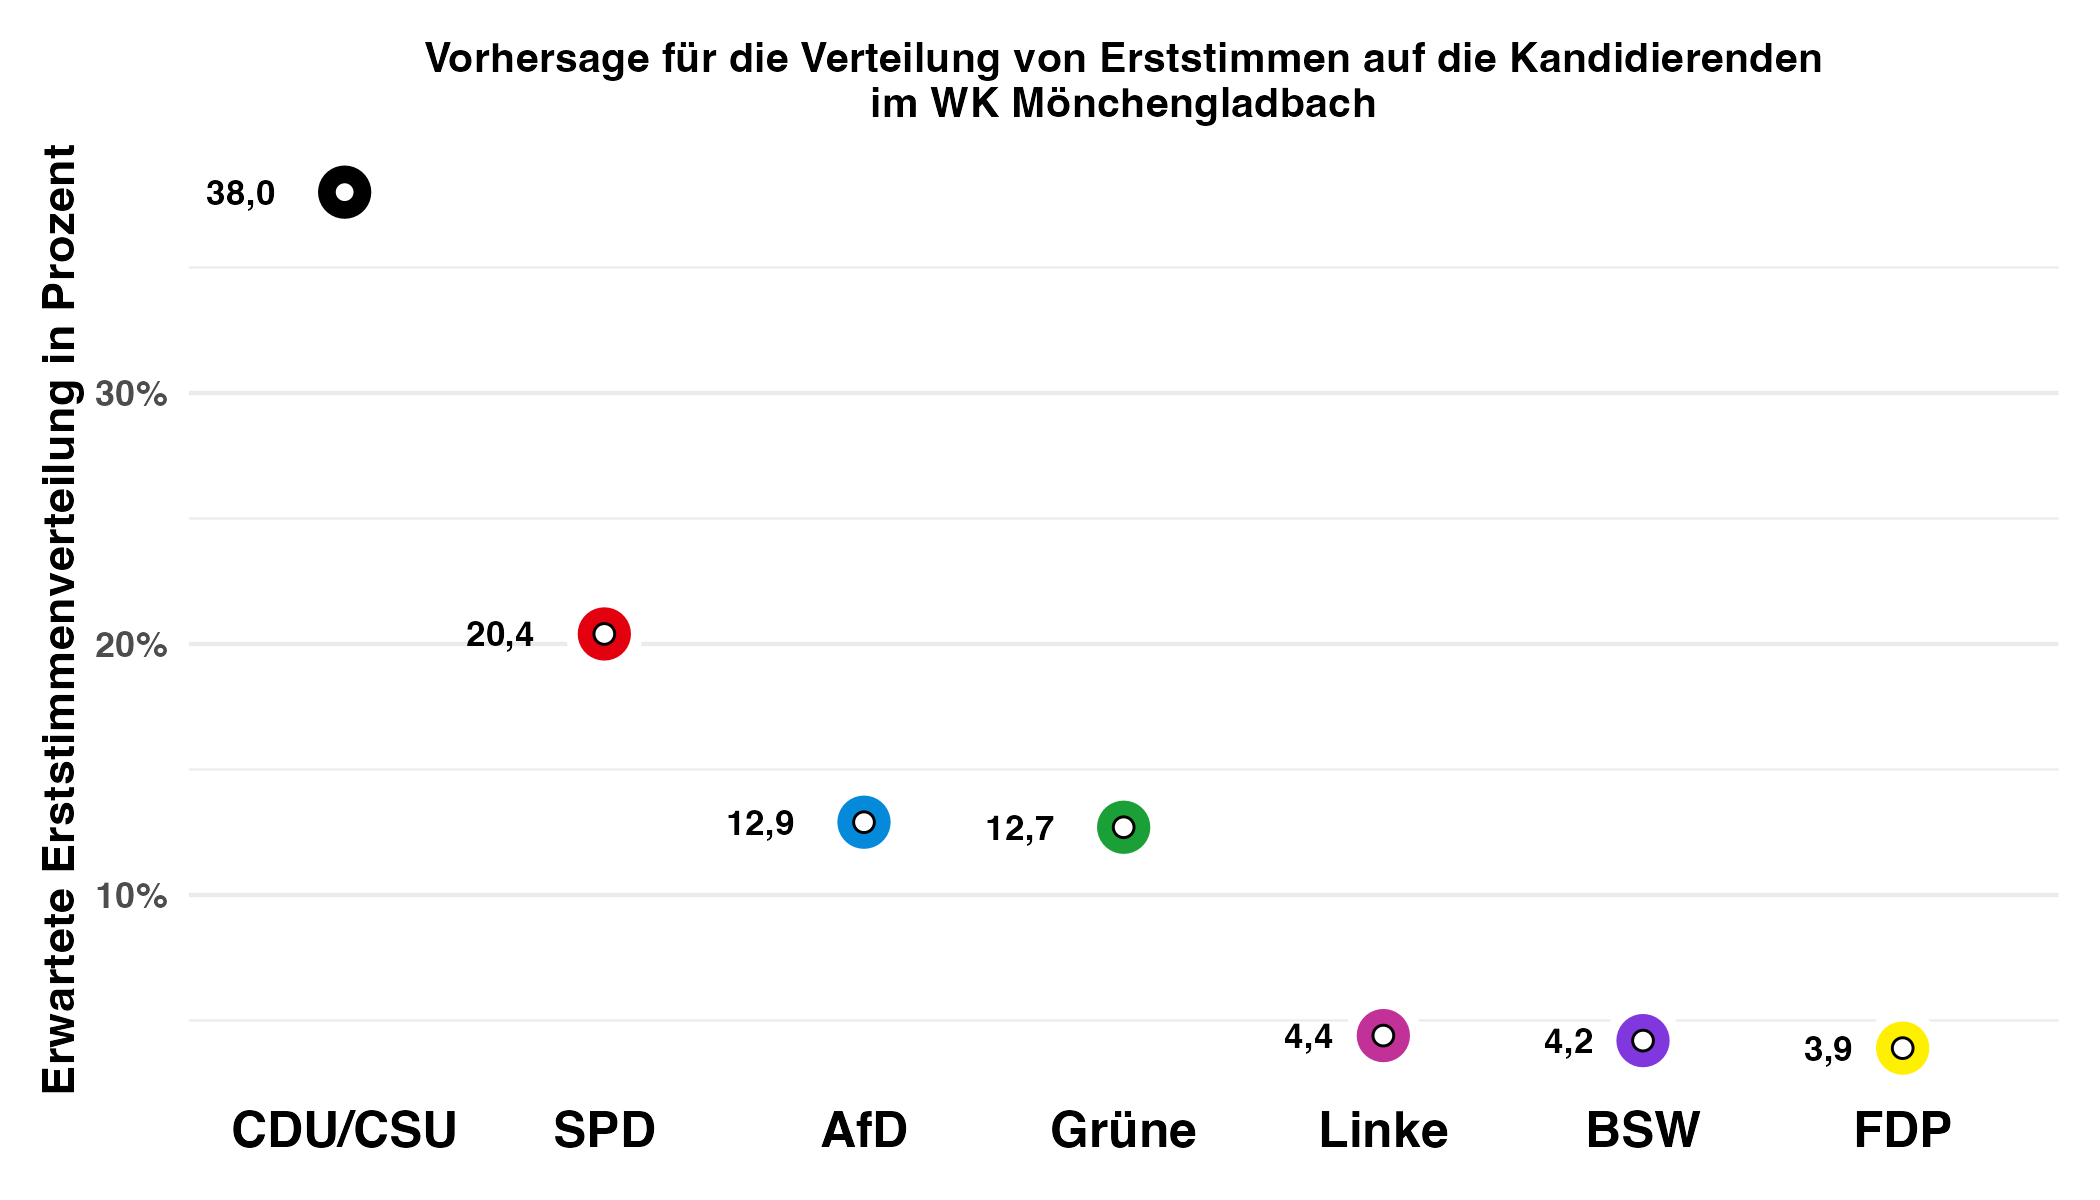 Vorhersage für die Verteilung von Erststimmen auf die Kandidierenden
im WK Mönchengladbach
Erwartete Erststimmenverteilung in Prozent
30%
20%
10%
38,0
20,4
12,9
12,7
4,4
4,2
3,9
CDU/CSU
SPD
AfD
Grüne
Linke
BSW
FDP